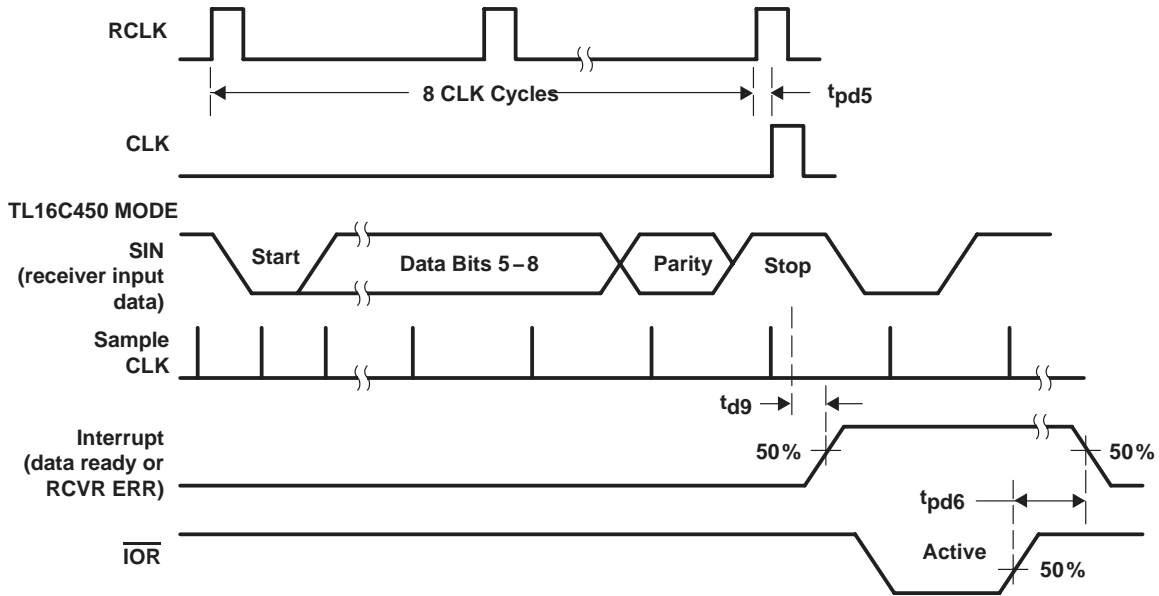 RCLK
8 CLK Cycles
tpd5
CLK
TL16C450 MODE
SIN
(receiver input
data)
Start
Data Bits 5–8
Parity
Stop
Sample
CLK
td9
Interrupt
(data ready or
RCVR ERR)
50%
50%
tpd6
IOR
Active
50%